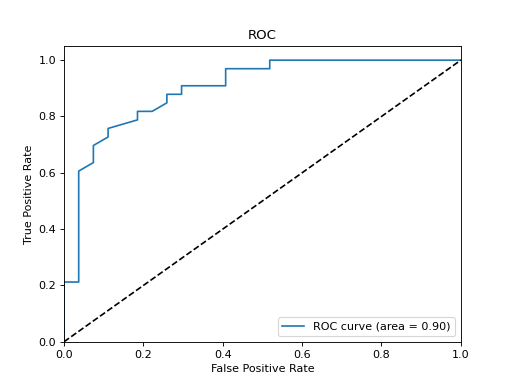 ROC
1.0
0.8
0.6
0.4
0.2
0.0
True Positive Rate
0.0 0.2 0.4 0.6 0.8 1.0
False Positive Rate
ROC curve (area = 0.90)